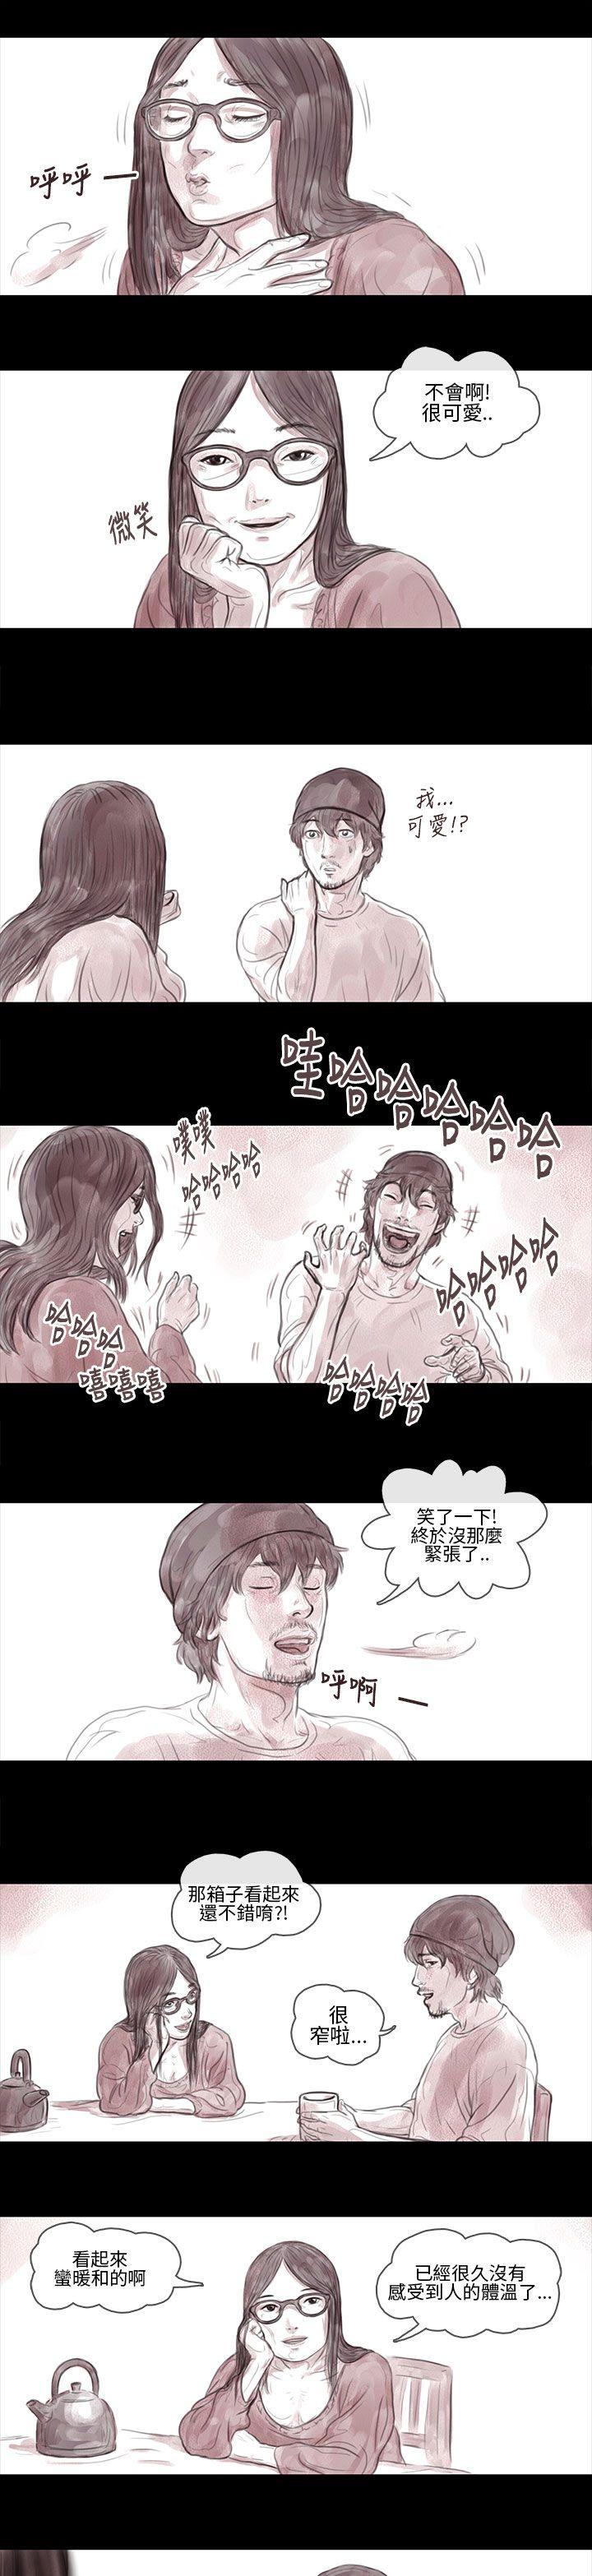 呼呼—
不會啊!
很可愛..
微笑
我...
可愛!?
哇哈哈哈哈哈
噗噗
哈哈哈哈
哈哈哈哈
哈哈哈
嘻嘻嘻
哈哈哈哈
笑了一下!
終於沒那麼
緊張了..
呼啊—
那箱子看起來
還不錯唷?!
很
窄啦...
看起來
蠻暖和的啊
已經很久沒有
感受到人的體溫了...